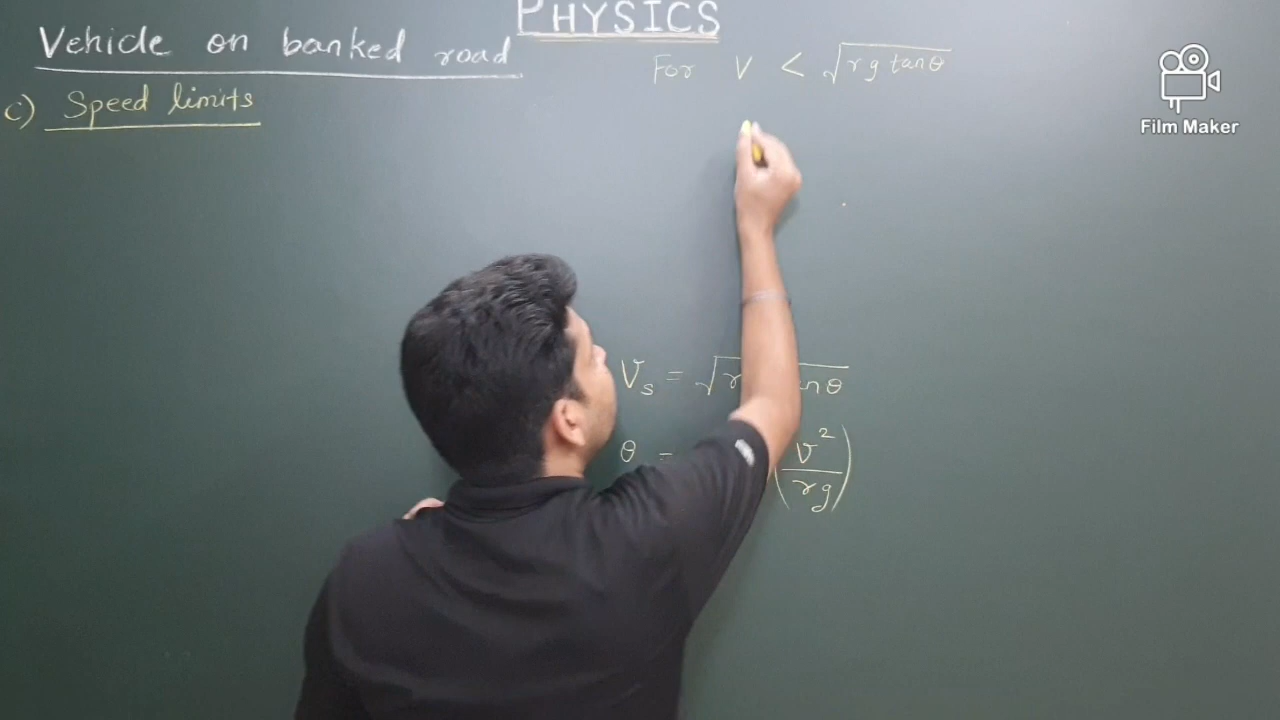 PHYSICS
Vehicle on banked road
c) Speed limits
For v < √rg tanθ
Vs = √r nθ
θ = (v²/rg)
Film Maker